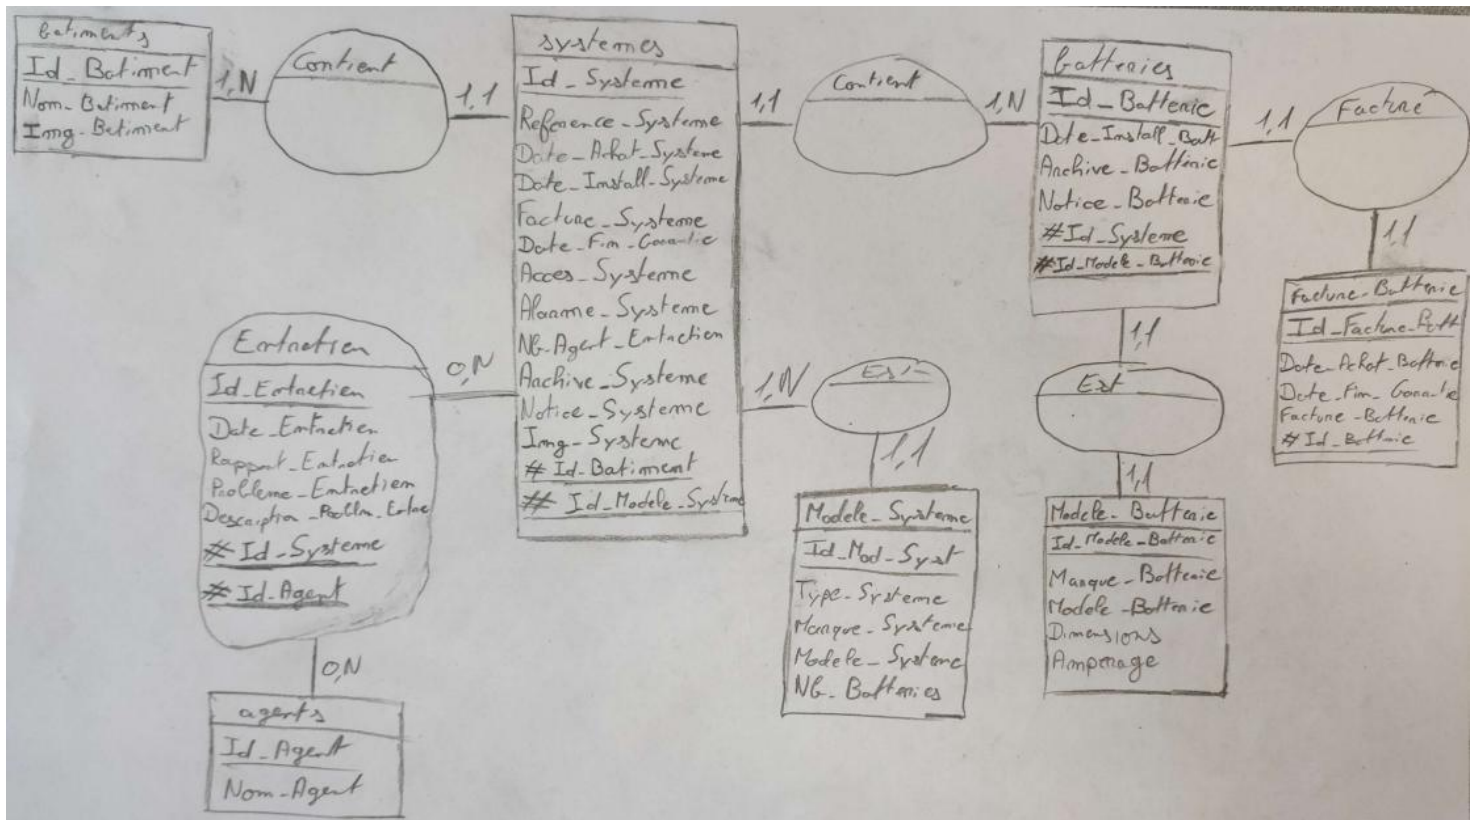 batiments
Id_Batiment
Nom_Batiment
Img_Batiment
1,N
Contient
1,1
systemes
Id_Systeme
Reference_Systeme
Date_Achat_Systeme
Date_Install_Systeme
Facture_Systeme
Date_Fin_Garantie
Acces_Systeme
Alarme_Systeme
Nb_Agent_Entretien
Archive_Systeme
Notice_Systeme
Img_Systeme
# Id_Batiment
# Id_Modele_Systeme
1,1
Contient
1,N
batteries
Id_Batterie
Date_Install_Batt
Archive_Batterie
Notice_Batterie
#Id_Systeme
#Id_Modele_Batterie
1,1
Facturé
1,1
Facture_Batterie
Id_Facture_Batt
Date_Achat_Batterie
Date_Fin_Garantie
Facture_Batterie
# Id_Batterie
Entretien
Id_Entretien
Date_Entretien
Rapport_Entretien
Probleme_Entretien
Description_Problm_Entre
# Id_Systeme
# Id_Agent
0,N
0,N
agents
Id_Agent
Nom_Agent
1,N
Est
1,1
Modele_Systeme
Id_Mod_Syst
Type_Systeme
Marque_Systeme
Modele_Systeme
Nb_Batteries
1,1
Est
1,1
Modele_Batterie
Id_Modele_Batterie
Marque_Batterie
Modele_Batterie
Dimensions
Amperage